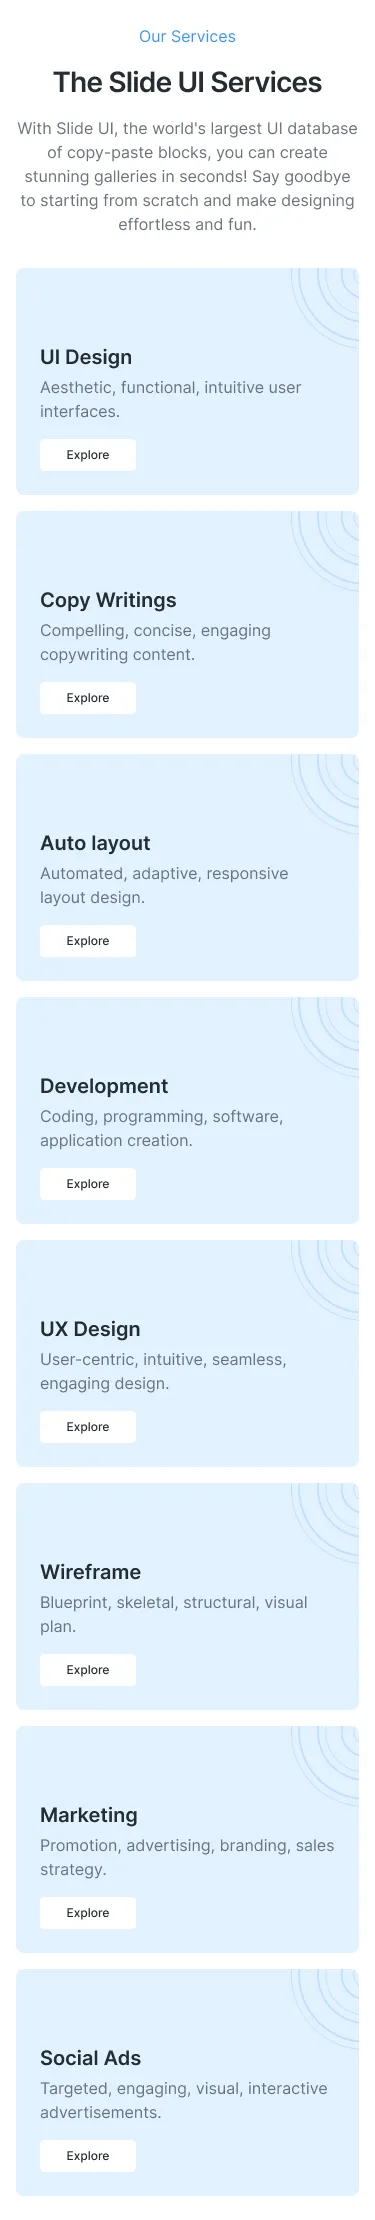 Our Services
The Slide UI Services
With Slide UI, the world's largest UI database
of copy-paste blocks, you can create
stunning galleries in seconds! Say goodbye
to starting from scratch and make designing
effortless and fun.
UI Design
Aesthetic, functional, intuitive user
interfaces.
Explore
Copy Writings
Compelling, concise, engaging
copywriting content.
Explore
Auto layout
Automated, adaptive, responsive
layout design.
Explore
Development
Coding, programming, software,
application creation.
Explore
UX Design
User-centric, intuitive, seamless,
engaging design.
Explore
Wireframe
Blueprint, skeletal, structural, visual
plan.
Explore
Marketing
Promotion, advertising, branding, sales
strategy.
Explore
Social Ads
Targeted, engaging, visual, interactive
advertisements.
Explore